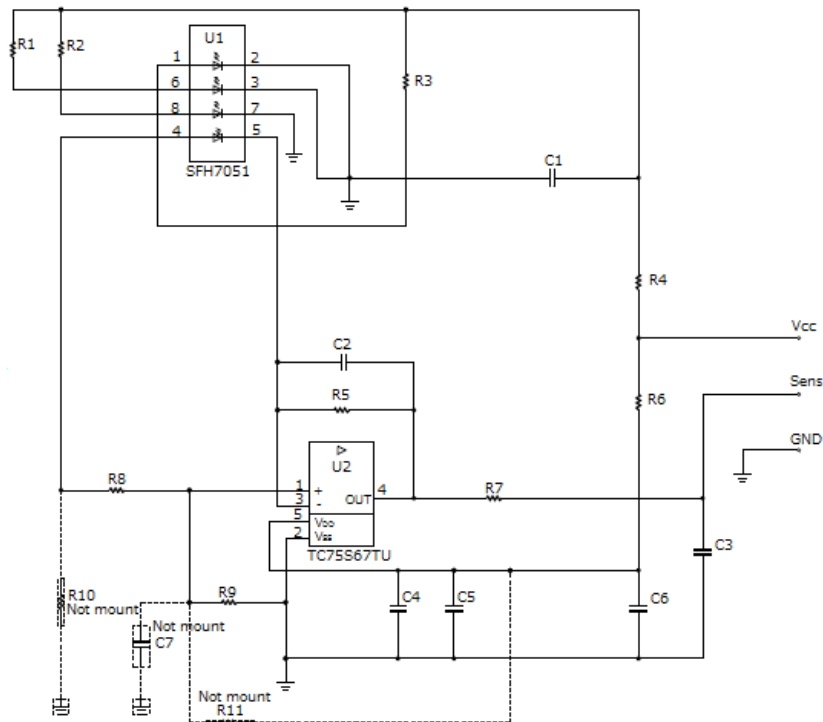 R1
R2
U1
1
2
6
3
8
7
4
5
SFH7051
R3
C1
R4
Vcc
C2
Sens
R5
R6
GND
U2
R8
1
+
3
-
OUT
4
R7
5
VDD
2
VSS
TC75S67TU
C3
R10
Not mount
R9
C4
C5
C6
Not mount
C7
Not mount
R11